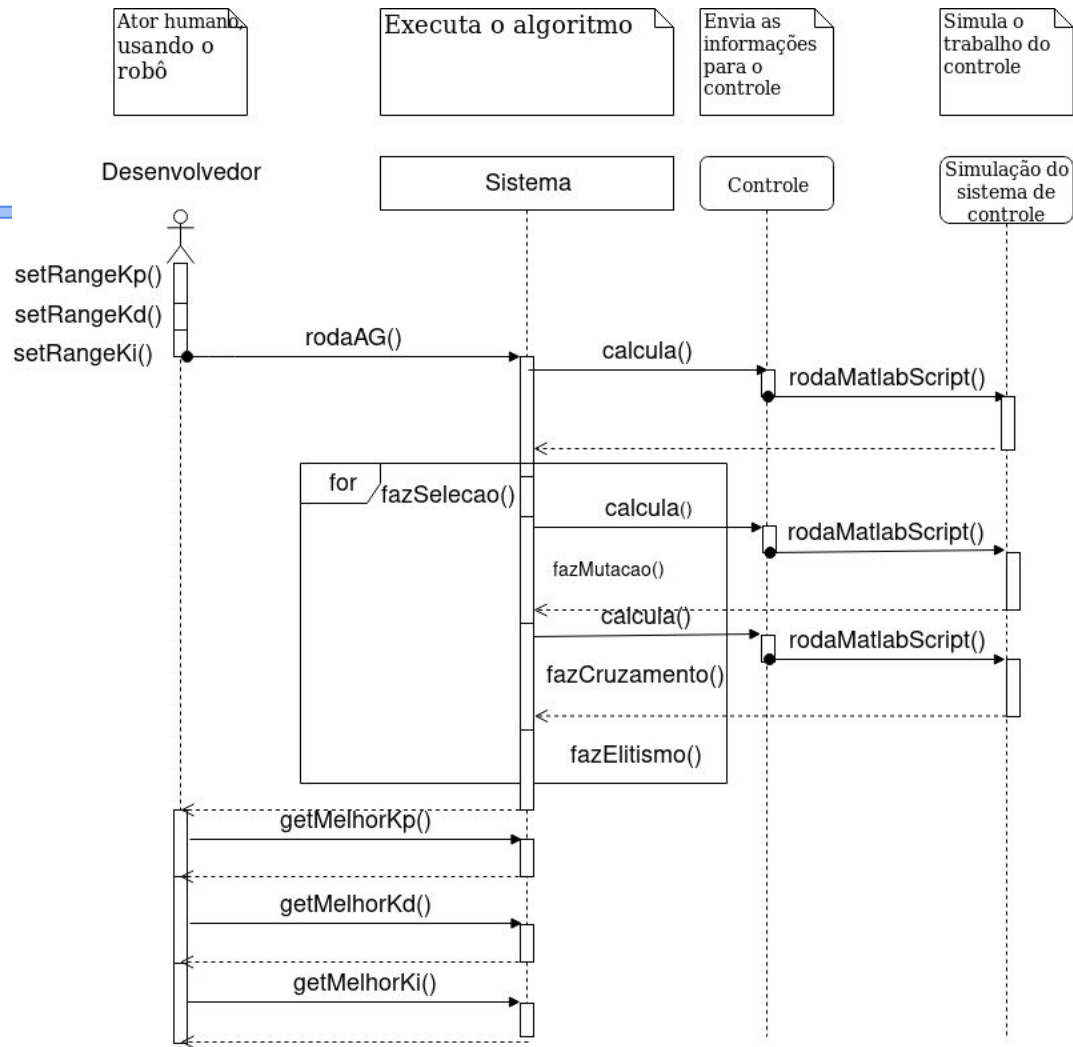 Ator humano,
usando o
robô
Executa o algoritmo
Envia as
informações
para o
controle
Simula o
trabalho do
controle
Desenvolvedor
Sistema
Controle
Simulação do
sistema de
controle
setRangeKp()
setRangeKd()
setRangeKi()
rodaAG()
calcula()
rodaMatlabScript()
for
fazSelecao()
calcula()
rodaMatlabScript()
fazMutacao()
calcula()
rodaMatlabScript()
fazCruzamento()
fazElitismo()
getMelhorKp()
getMelhorKd()
getMelhorKi()